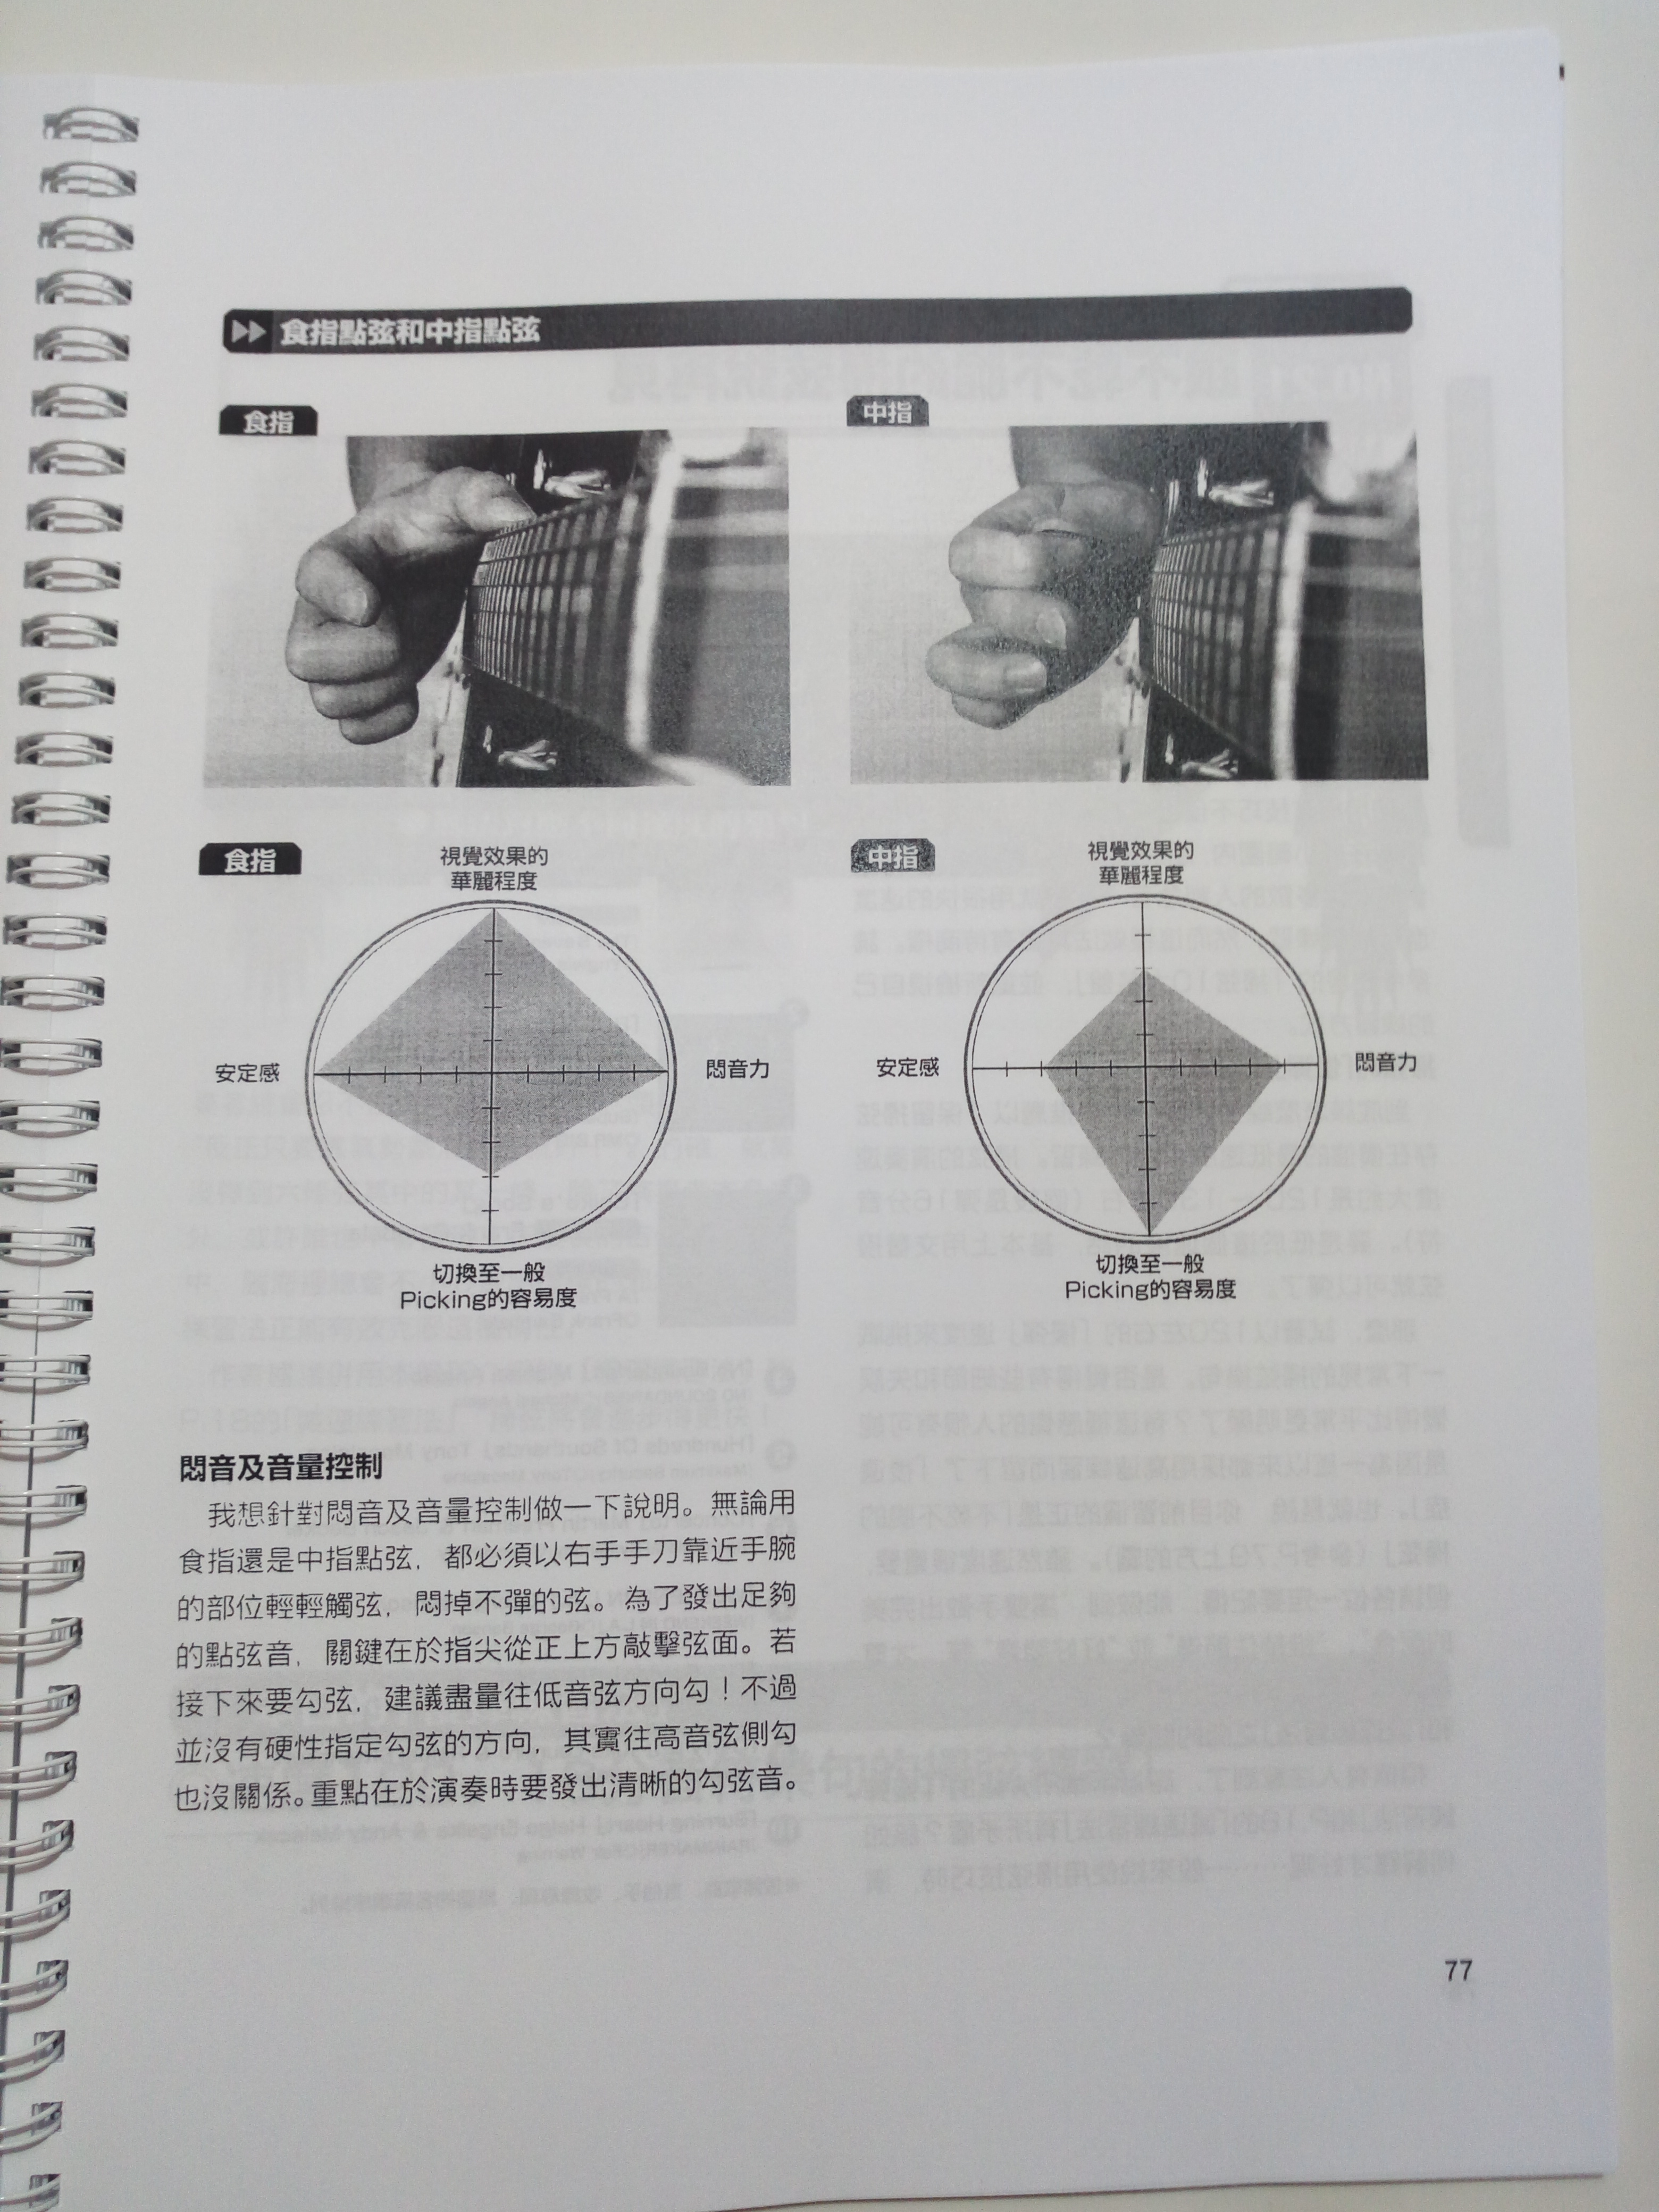 食指點弦和中指點弦
食指
中指
食指
視覺效果的
華麗程度
安定感
悶音力
切換至一般
Picking的容易度
中指
視覺效果的
華麗程度
安定感
悶音力
切換至一般
Picking的容易度
悶音及音量控制
我想針對悶音及音量控制做一下說明。無論用
食指還是中指點弦，都必須以右手手刀靠近手腕
的部位輕輕觸弦，悶掉不彈的弦。為了發出足夠
的點弦音，關鍵在於指尖從正上方敲擊弦面。若
接下來要勾弦，建議盡量往低音弦方向勾！不過
並沒有硬性指定勾弦的方向，其實往高音弦側勾
也沒關係。重點在於演奏時要發出清晰的勾弦音。
77